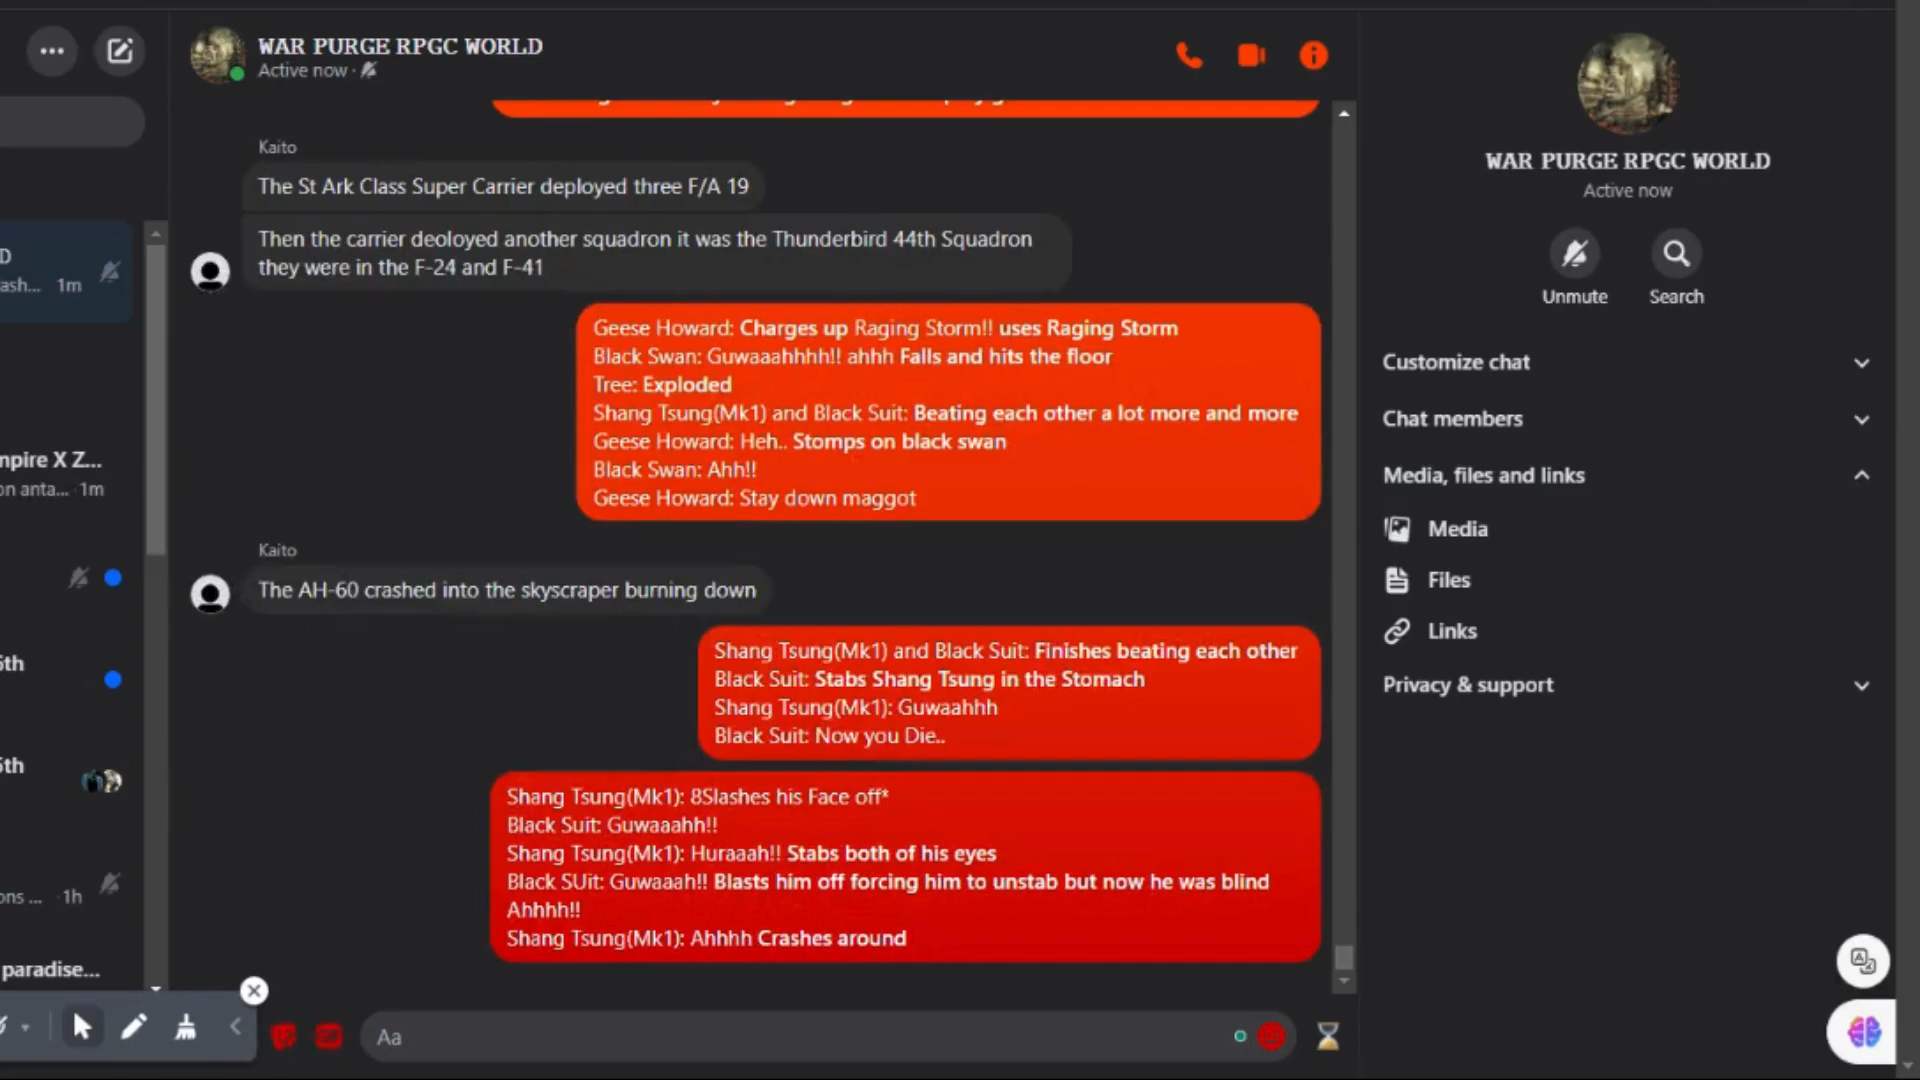 WAR PURGE RPGC WORLD
Active now ·
Kaito
The St Ark Class Super Carrier deployed three F/A 19
Then the carrier deoloyed another squadron it was the Thunderbird 44th Squadron
they were in the F-24 and F-41
Geese Howard: Charges up Raging Storm!! uses Raging Storm
Black Swan: Guwaaahhhh!! ahhh Falls and hits the floor
Tree: Exploded
Shang Tsung(Mk1) and Black Suit: Beating each other a lot more and more
Geese Howard: Heh.. Stomps on black swan
Black Swan: Ahh!!
Geese Howard: Stay down maggot
Kaito
The AH-60 crashed into the skyscraper burning down
Shang Tsung(Mk1) and Black Suit: Finishes beating each other
Black Suit: Stabs Shang Tsung in the Stomach
Shang Tsung(Mk1): Guwaahhh
Black Suit: Now you Die..
Shang Tsung(Mk1): 8Slashes his Face off*
Black Suit: Guwaaahh!!
Shang Tsung(Mk1): Huraaah!! Stabs both of his eyes
Black SUit: Guwaaah!! Blasts him off forcing him to unstab but now he was blind
Ahhhh!!
Shang Tsung(Mk1): Ahhhh Crashes around
Aa
D
ash... 1m
npire X Z...
on anta... · 1m
5th
5th
ons ... · 1h
paradise...
WAR PURGE RPGC WORLD
Active now
Unmute
Search
Customize chat
Chat members
Media, files and links
Media
Files
Links
Privacy & support